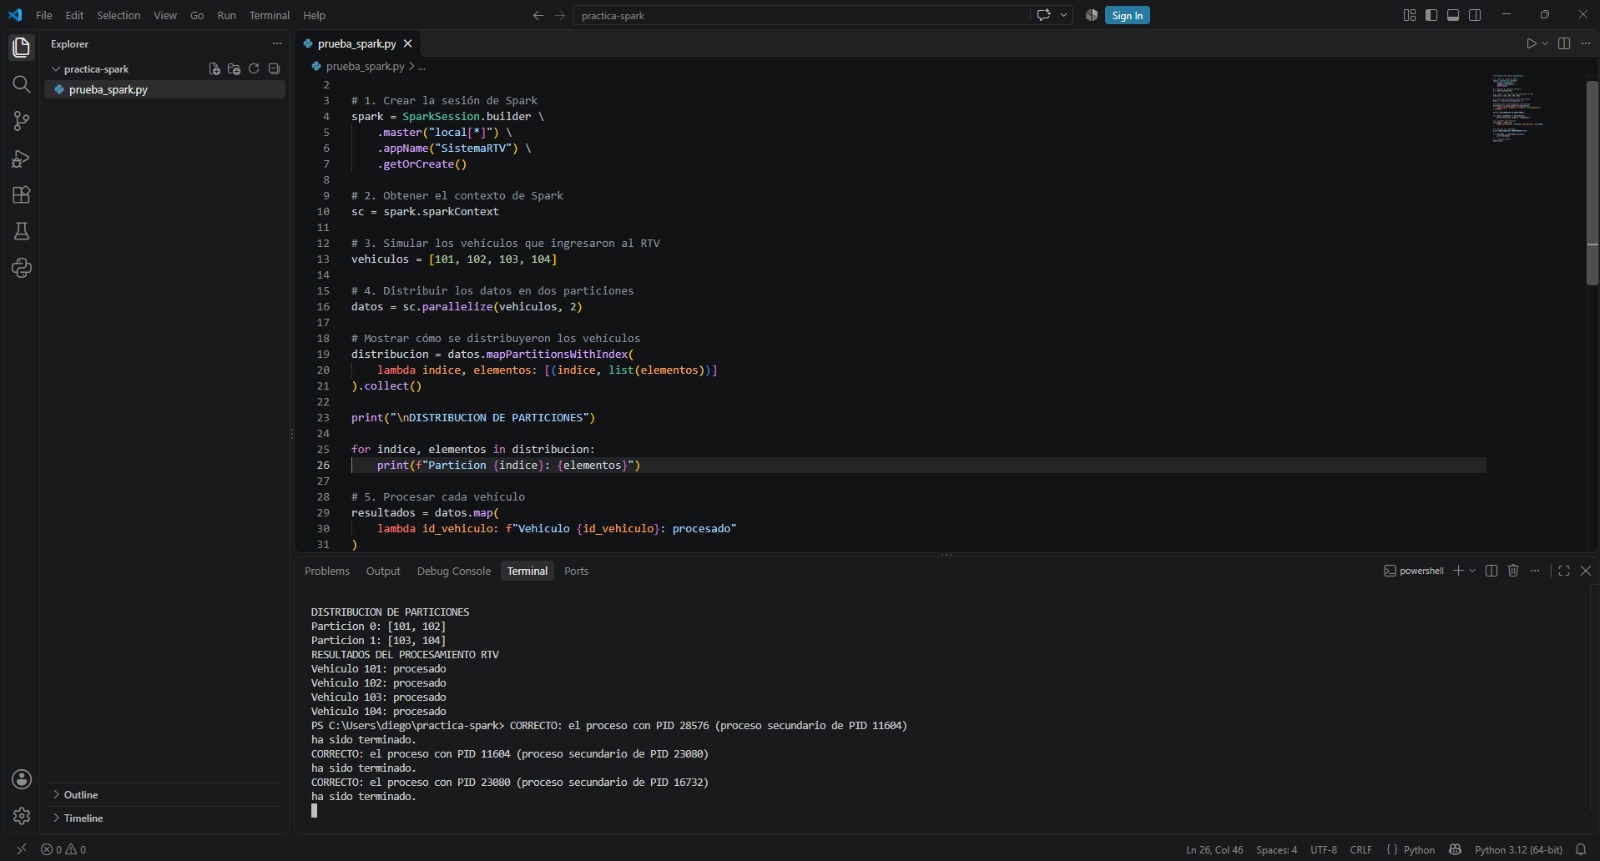 File Edit Selection View Go Run Terminal Help
practica-spark
Sign In
Explorer
practica-spark
prueba_spark.py
Outline
Timeline
prueba_spark.py
prueba_spark.py > ...
2
3 # 1. Crear la sesión de Spark
4 spark = SparkSession.builder \
5 .master("local[*]") \
6 .appName("SistemaRTV") \
7 .getOrCreate()
8
9 # 2. Obtener el contexto de Spark
10 sc = spark.sparkContext
11
12 # 3. Simular los vehículos que ingresaron al RTV
13 vehiculos = [101, 102, 103, 104]
14
15 # 4. Distribuir los datos en dos particiones
16 datos = sc.parallelize(vehiculos, 2)
17
18 # Mostrar cómo se distribuyeron los vehículos
19 distribucion = datos.mapPartitionsWithIndex(
20 lambda indice, elementos: [(indice, list(elementos))]
21 ).collect()
22
23 print("\nDISTRIBUCION DE PARTICIONES")
24
25 for indice, elementos in distribucion:
26 print(f"Particion {indice}: {elementos}")
27
28 # 5. Procesar cada vehículo
29 resultados = datos.map(
30 lambda id_vehiculo: f"Vehiculo {id_vehiculo}: procesado"
31 )
Problems Output Debug Console Terminal Ports
powershell
DISTRIBUCION DE PARTICIONES
Particion 0: [101, 102]
Particion 1: [103, 104]
RESULTADOS DEL PROCESAMIENTO RTV
Vehiculo 101: procesado
Vehiculo 102: procesado
Vehiculo 103: procesado
Vehiculo 104: procesado
PS C:\Users\diego\practica-spark> CORRECTO: el proceso con PID 28576 (proceso secundario de PID 11604)
ha sido terminado.
CORRECTO: el proceso con PID 11604 (proceso secundario de PID 23080)
ha sido terminado.
CORRECTO: el proceso con PID 23080 (proceso secundario de PID 16732)
ha sido terminado.
0 0
Ln 26, Col 46 Spaces: 4 UTF-8 CRLF { } Python Python 3.12 (64-bit)